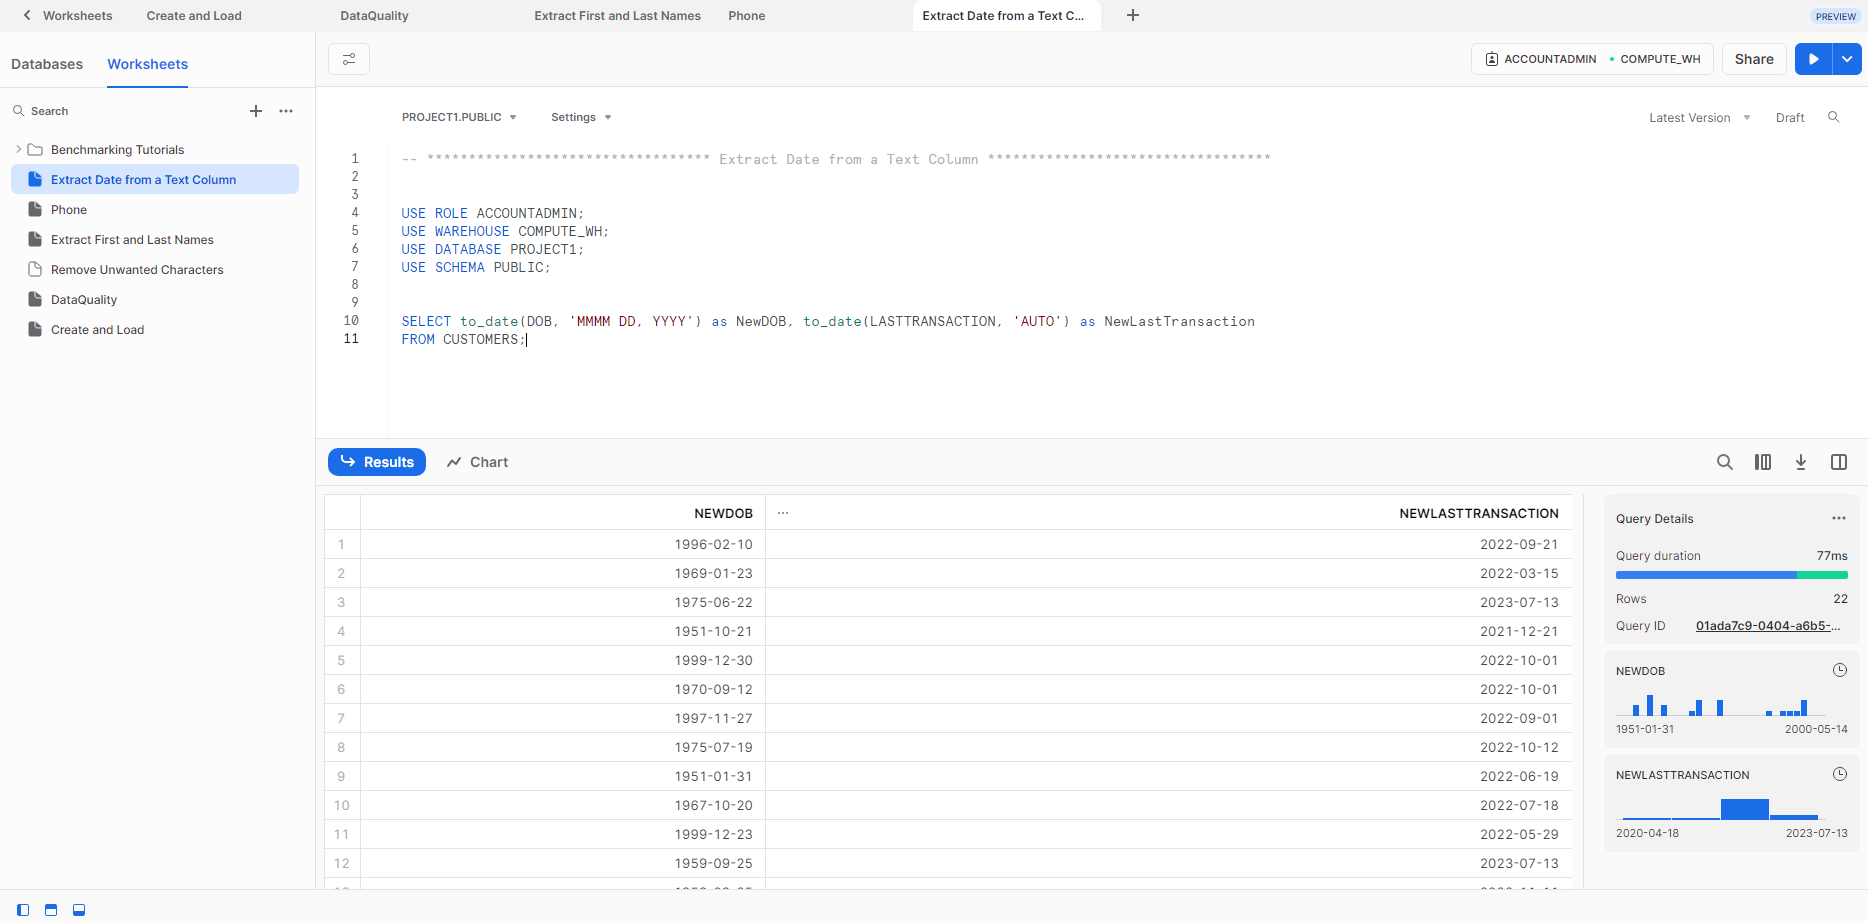 Worksheets Create and Load DataQuality Extract First and Last Names Phone Extract Date from a Text C... PREVIEW
Databases Worksheets
ACCOUNTADMIN COMPUTE_WH Share
Search
Benchmarking Tutorials
Extract Date from a Text Column
Phone
Extract First and Last Names
Remove Unwanted Characters
DataQuality
Create and Load
PROJECT1.PUBLIC Settings Latest Version Draft
1 -- ********************************** Extract Date from a Text Column **********************************
2
3
4 USE ROLE ACCOUNTADMIN;
5 USE WAREHOUSE COMPUTE_WH;
6 USE DATABASE PROJECT1;
7 USE SCHEMA PUBLIC;
8
9
10 SELECT to_date(DOB, 'MMMM DD, YYYY') as NewDOB, to_date(LASTTRANSACTION, 'AUTO') as NewLastTransaction
11 FROM CUSTOMERS;
Results Chart
NEWDOB ... NEWLASTTRANSACTION
1 1996-02-10 2022-09-21
2 1969-01-23 2022-03-15
3 1975-06-22 2023-07-13
4 1951-10-21 2021-12-21
5 1999-12-30 2022-10-01
6 1970-09-12 2022-10-01
7 1997-11-27 2022-09-01
8 1975-07-19 2022-10-12
9 1951-01-31 2022-06-19
10 1967-10-20 2022-07-18
11 1999-12-23 2022-05-29
12 1959-09-25 2023-07-13
Query Details
Query duration 77ms
Rows 22
Query ID 01ada7c9-0404-a6b5-...
NEWDOB
1951-01-31 2000-05-14
NEWLASTTRANSACTION
2020-04-18 2023-07-13